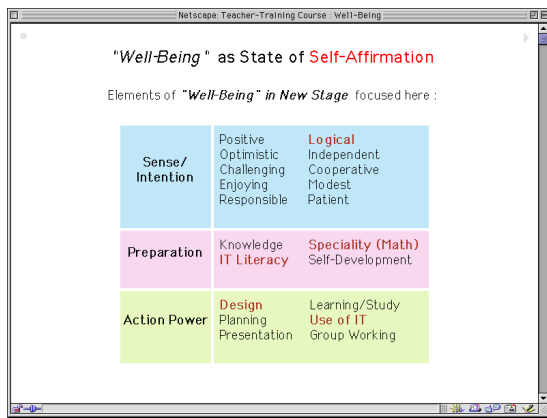 Netscape: Teacher-Training Course : Well-Being
"Well-Being " as State of Self-Affirmation
Elements of "Well-Being" in New Stage focused here :
Sense/
Intention
Positive Logical
Optimistic Independent
Challenging Cooperative
Enjoying Modest
Responsible Patient
Preparation
Knowledge Speciality (Math)
IT Literacy Self-Development
Action Power
Design Learning/Study
Planning Use of IT
Presentation Group Working